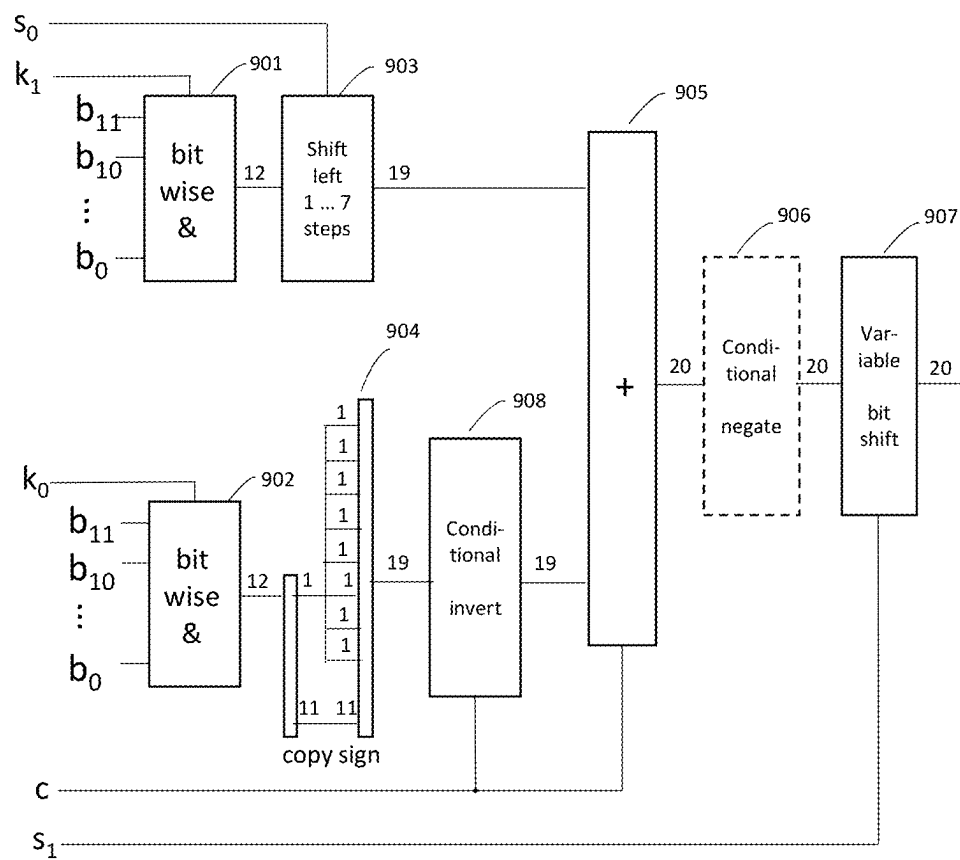 s0
k1
901
903
905
b11
b10
⋮
b0
bit
wise
&
12
Shift
left
1 ... 7
steps
19
906
907
904
908
+
20
Condi-
tional
negate
20
Var-
iable
bit
shift
20
k0
902
b11
b10
⋮
b0
bit
wise
&
12
1
1
1
1
1
1
1
1
1
11
11
copy sign
19
Condi-
tional
invert
19
c
s1